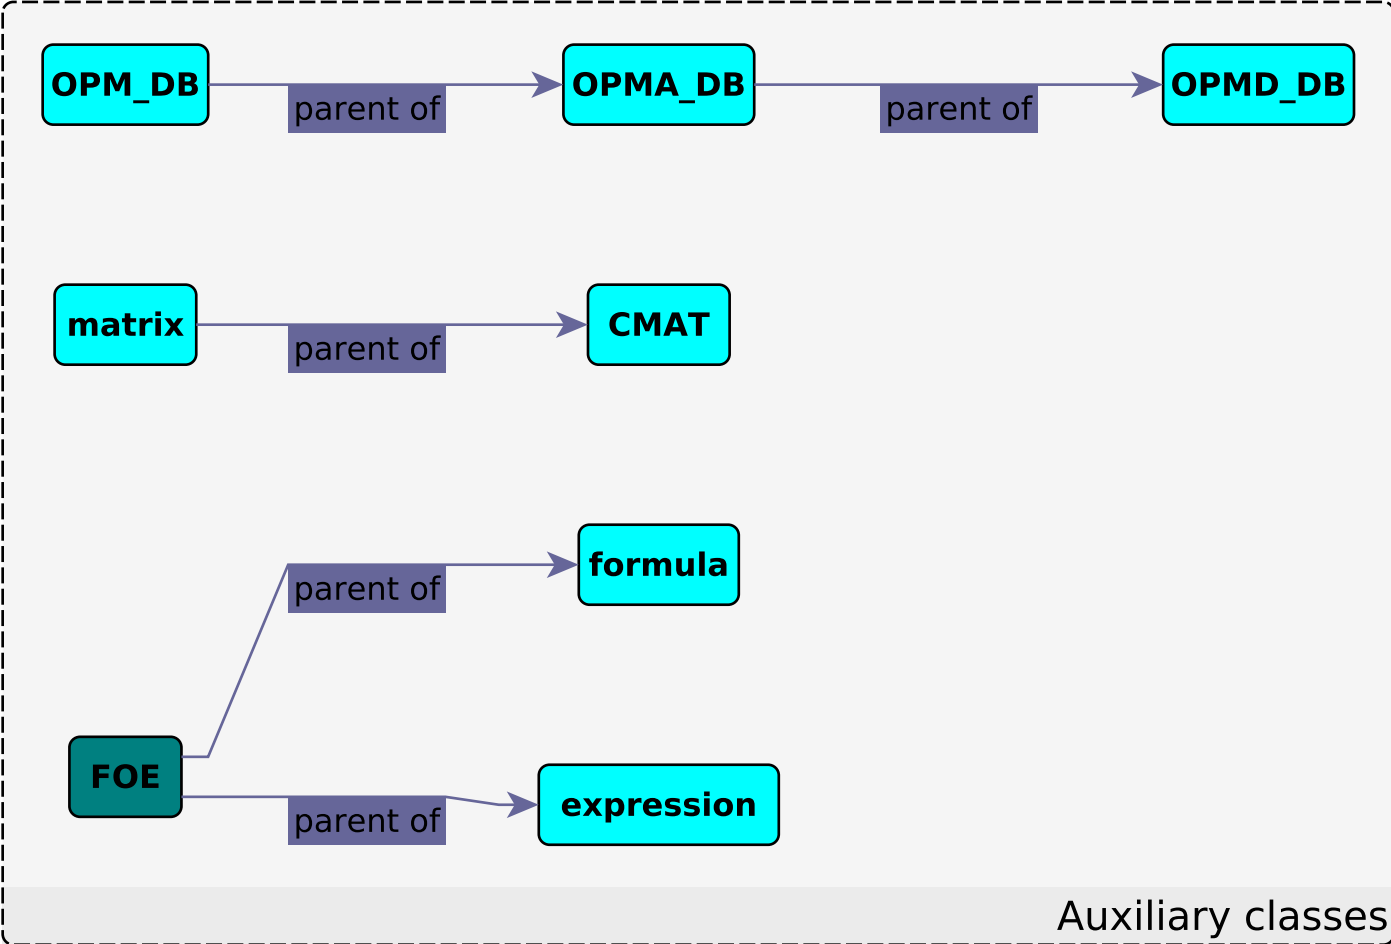 OPM_DB
parent of
OPMA_DB
parent of
OPMD_DB
matrix
parent of
CMAT
parent of
formula
FOE
parent of
expression
Auxiliary classes